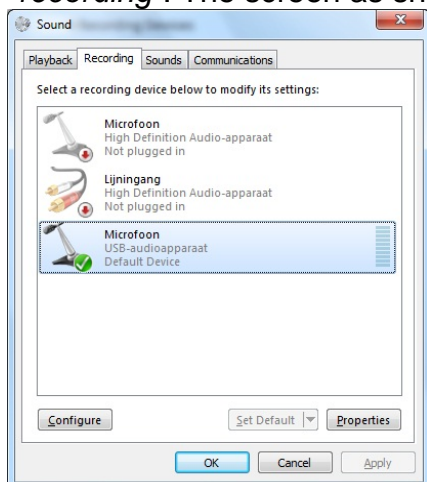 recording . The screen as sh
Sound
Playback Recording Sounds Communications
Select a recording device below to modify its settings:
Microfoon
High Definition Audio-apparaat
Not plugged in
Lijningang
High Definition Audio-apparaat
Not plugged in
Microfoon
USB-audioapparaat
Default Device
Configure Set Default Properties
OK Cancel Apply